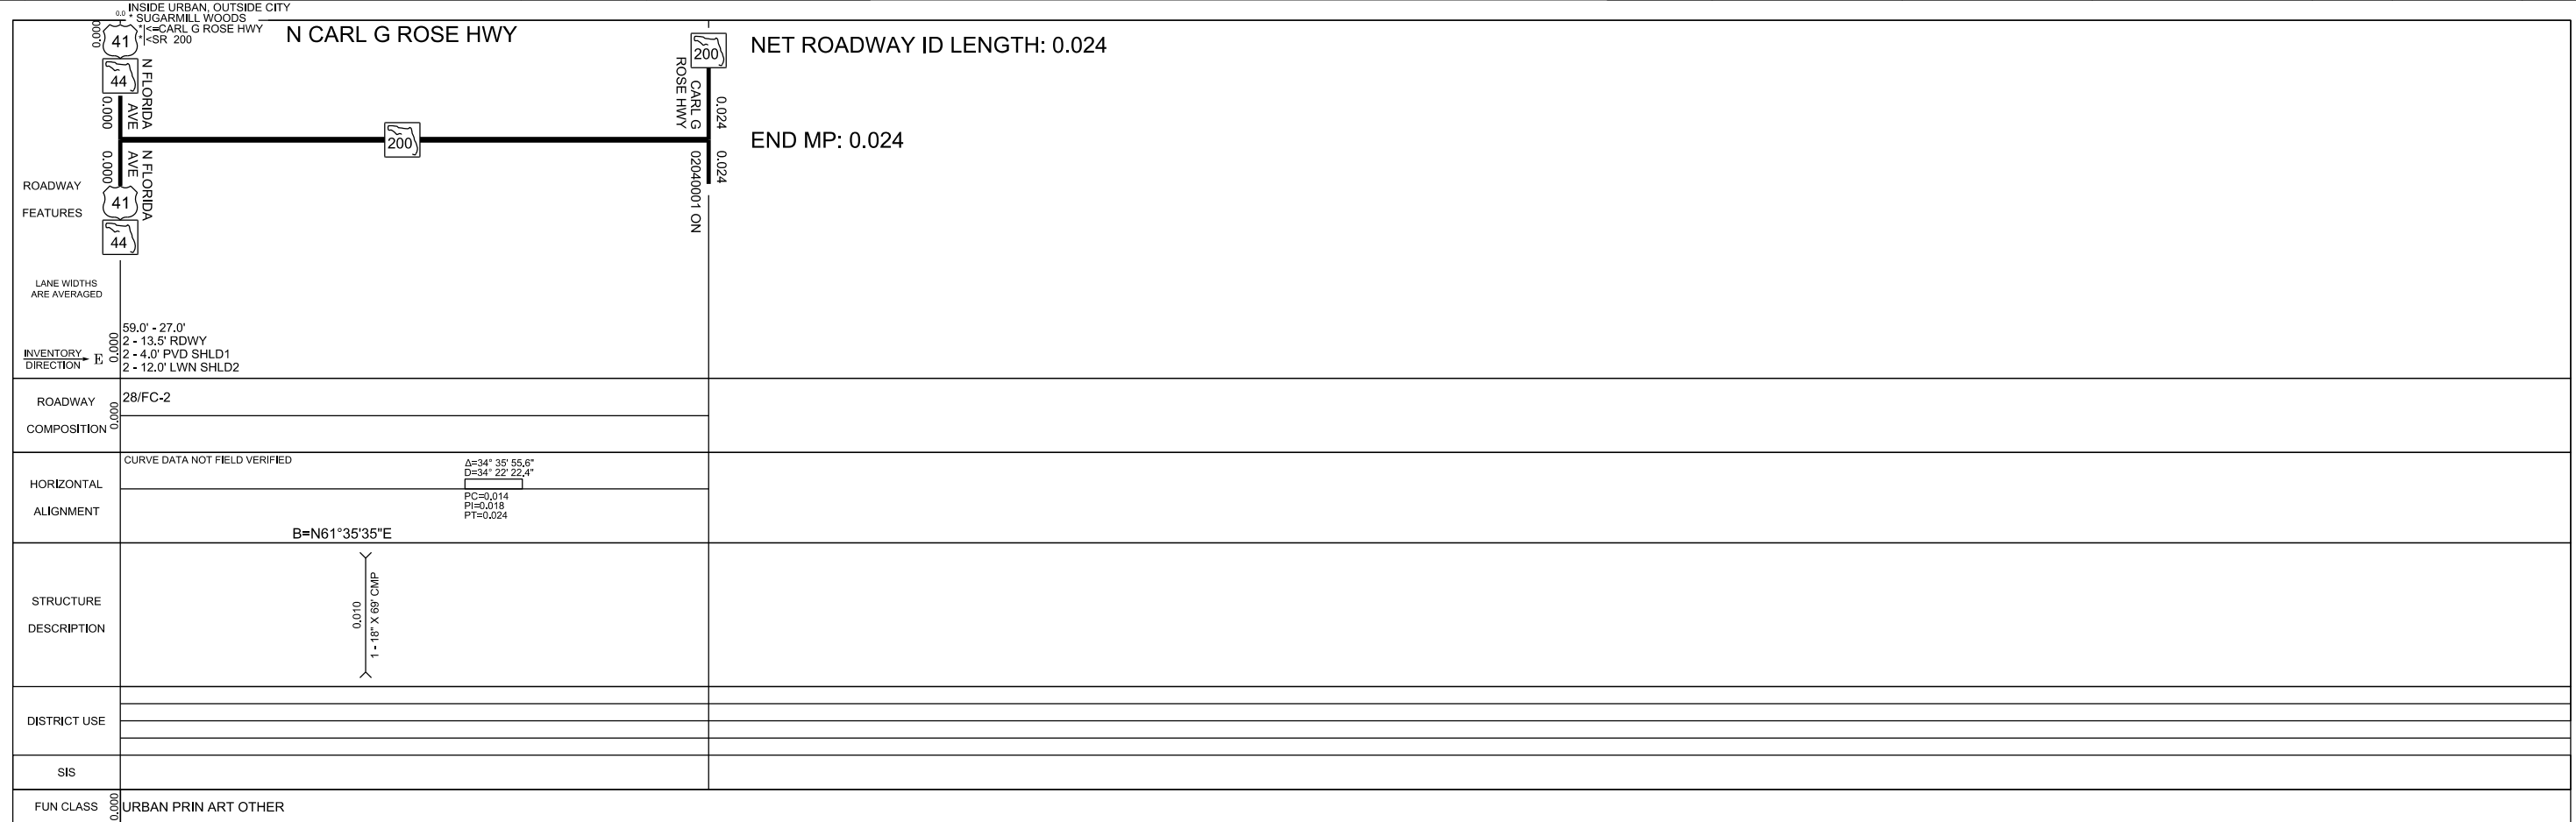 0.0
INSIDE URBAN, OUTSIDE CITY
* SUGARMILL WOODS
*|<=CARL G ROSE HWY
*|<SR 200
0.000
41
44
N FLORIDA
AVE
0.000
N CARL G ROSE HWY
200
CARL G
ROSE HWY
0.024
NET ROADWAY ID LENGTH: 0.024
200
END MP: 0.024
0.000
N FLORIDA
AVE
41
44
0.024
02040001 ON
ROADWAY
FEATURES
LANE WIDTHS
ARE AVERAGED
INVENTORY
DIRECTION
E
0.000
59.0' - 27.0'
2 - 13.5' RDWY
2 - 4.0' PVD SHLD1
2 - 12.0' LWN SHLD2
ROADWAY
COMPOSITION
0.000
28/FC-2
HORIZONTAL
ALIGNMENT
CURVE DATA NOT FIELD VERIFIED
Δ=34° 35' 55.6"
D=34° 22' 22.4"
PC=0.014
PI=0.018
PT=0.024
B=N61°35'35"E
STRUCTURE
DESCRIPTION
0.010
1 - 18" X 69' CMP
DISTRICT USE
SIS
FUN CLASS
0.000
URBAN PRIN ART OTHER